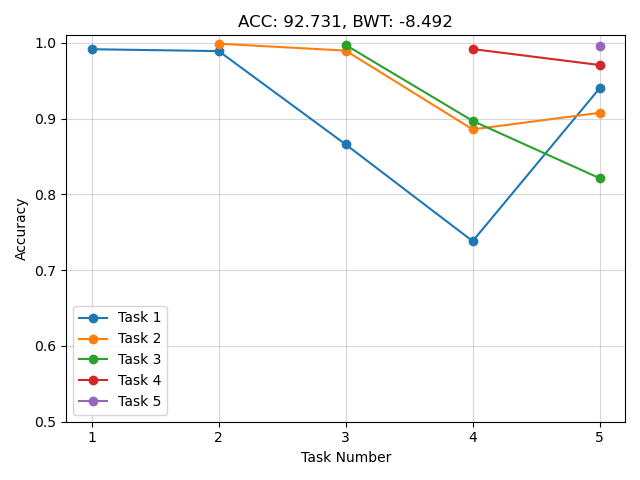 ACC: 92.731, BWT: -8.492
1.0
0.9
0.8
0.7
0.6
0.5
Accuracy
Task 1
Task 2
Task 3
Task 4
Task 5
1 2 3 4 5
Task Number